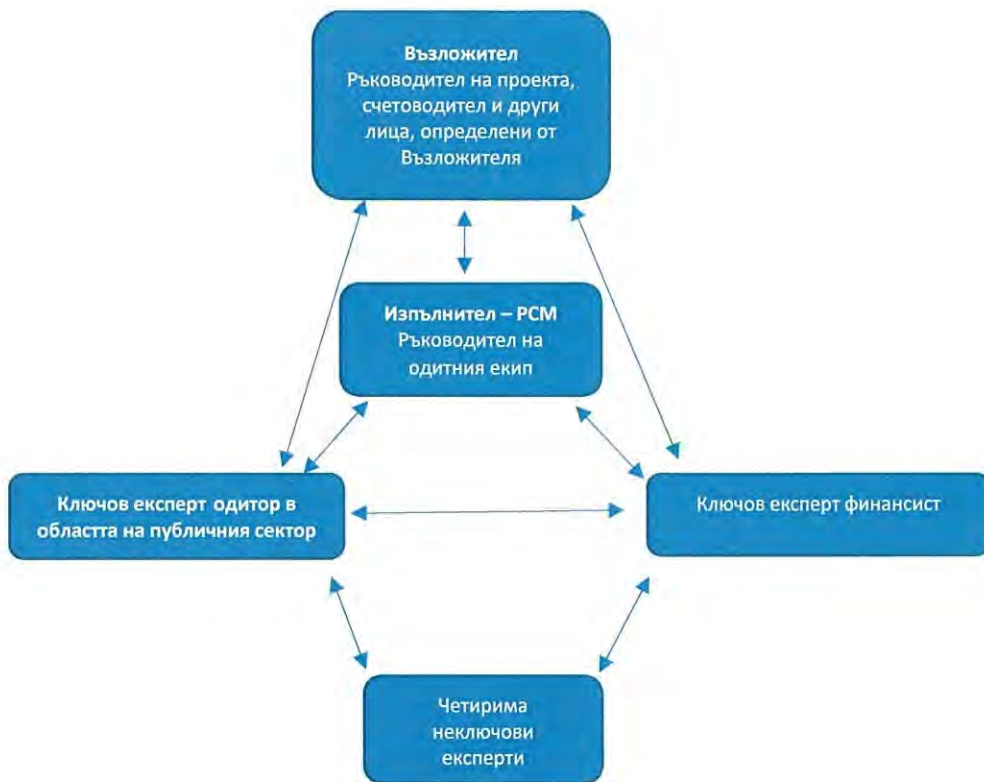 Възложител
Ръководител на проекта,
счетоводител и други
лица, определени от
Възложителя
Изпълнител – РСМ
Ръководител на
одитния екип
Ключов експерт одитор в
областта на публичния сектор
Ключов експерт финансист
Четирима
неключови
експерти